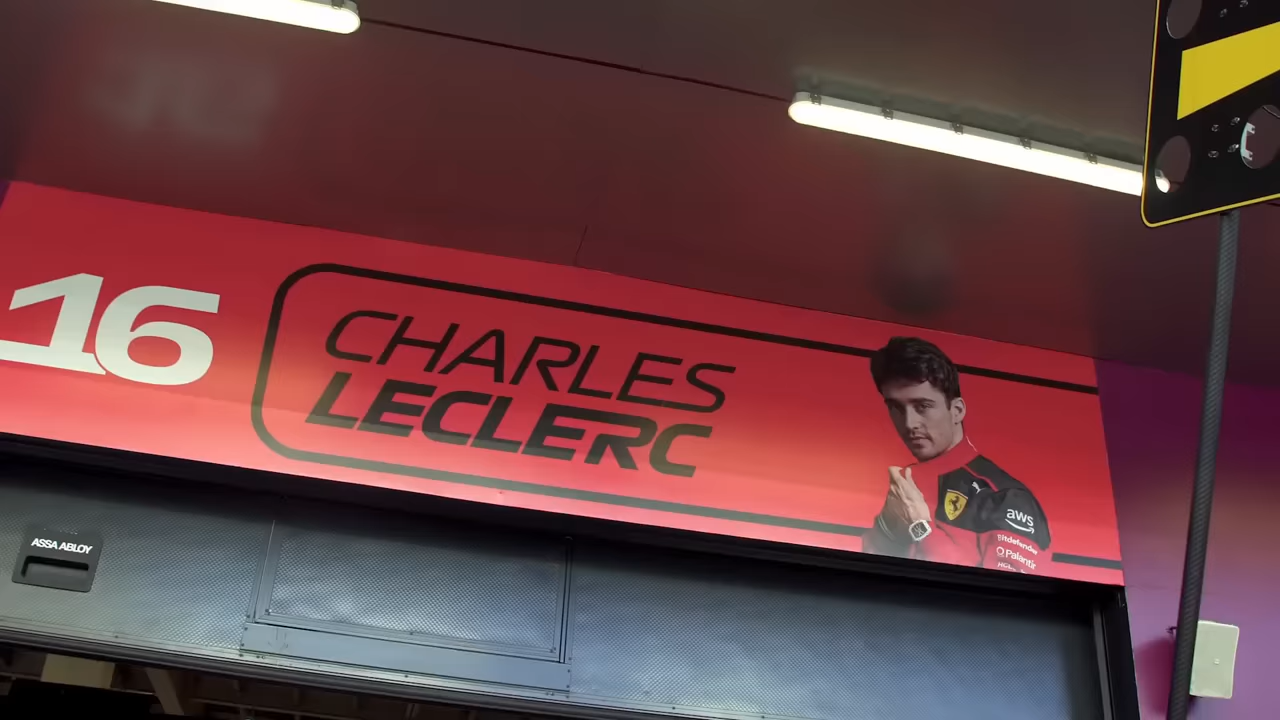 16
CHARLES
LECLERC
aws
Bitdefender
Palantir
ASSA ABLOY